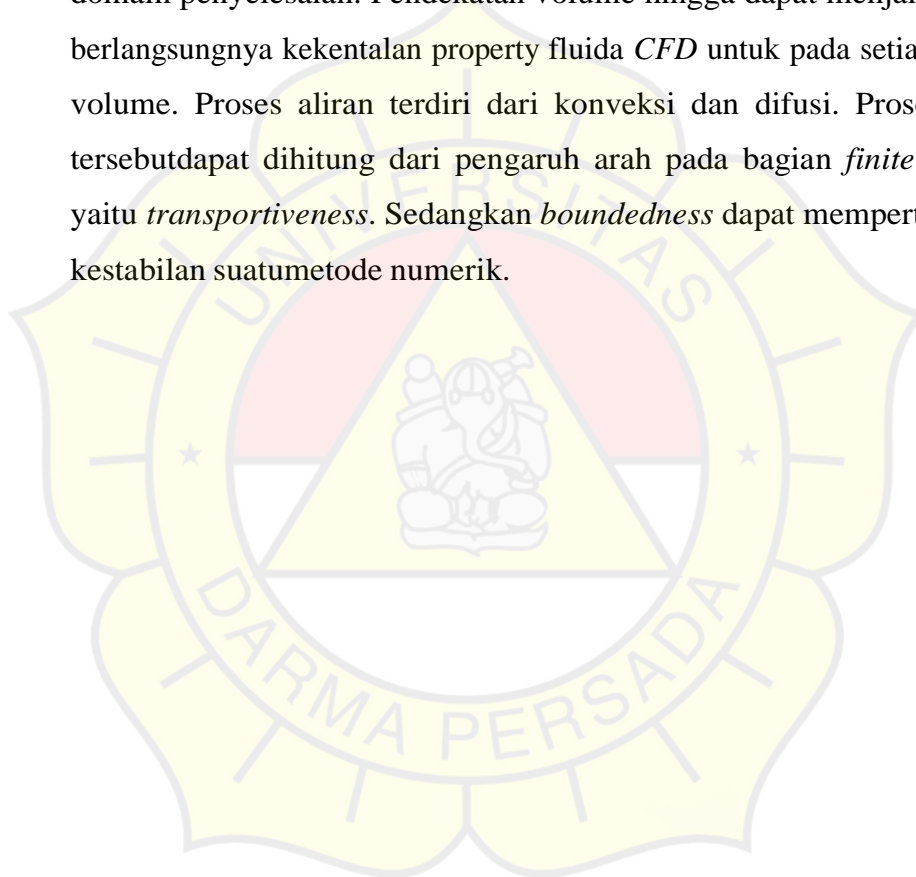 domain penyelesaian. Pendekatan volume hingga dapat menjam
berlangsungnya kekentalan property fluida CFD untuk pada setia
volume. Proses aliran terdiri dari konveksi dan difusi. Prose
tersebutdapat dihitung dari pengaruh arah pada bagian finite
yaitu transportiveness. Sedangkan boundedness dapat mempert
kestabilan suatumetode numerik.
UNIVERSITAS
DARMA PERSADA